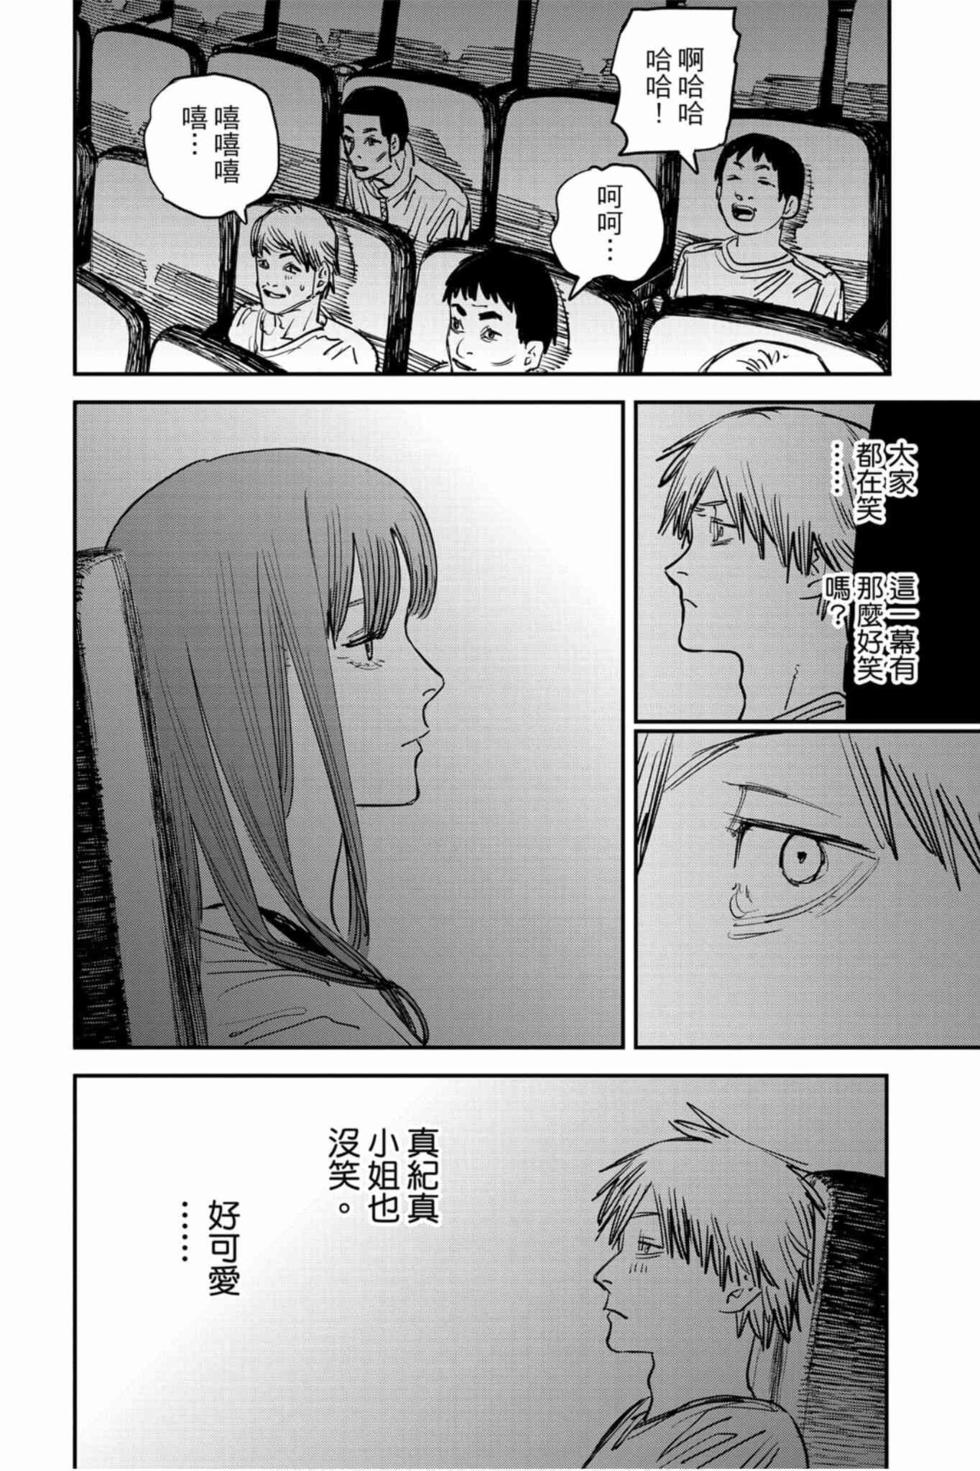 啊哈哈
哈哈！
呵呵…
嘻嘻嘻
嘻…
大家
都在笑
……
這一幕有
那麼好笑
嗎？
真紀真
小姐也
沒笑。
好可愛
……